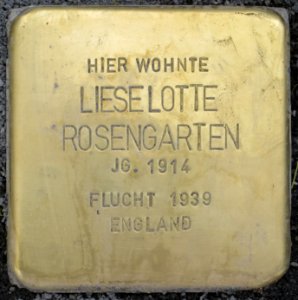 HIER WOHNTE
LIESELOTTE
ROSENGARTEN
JG. 1914
FLUCHT 1939
ENGLAND